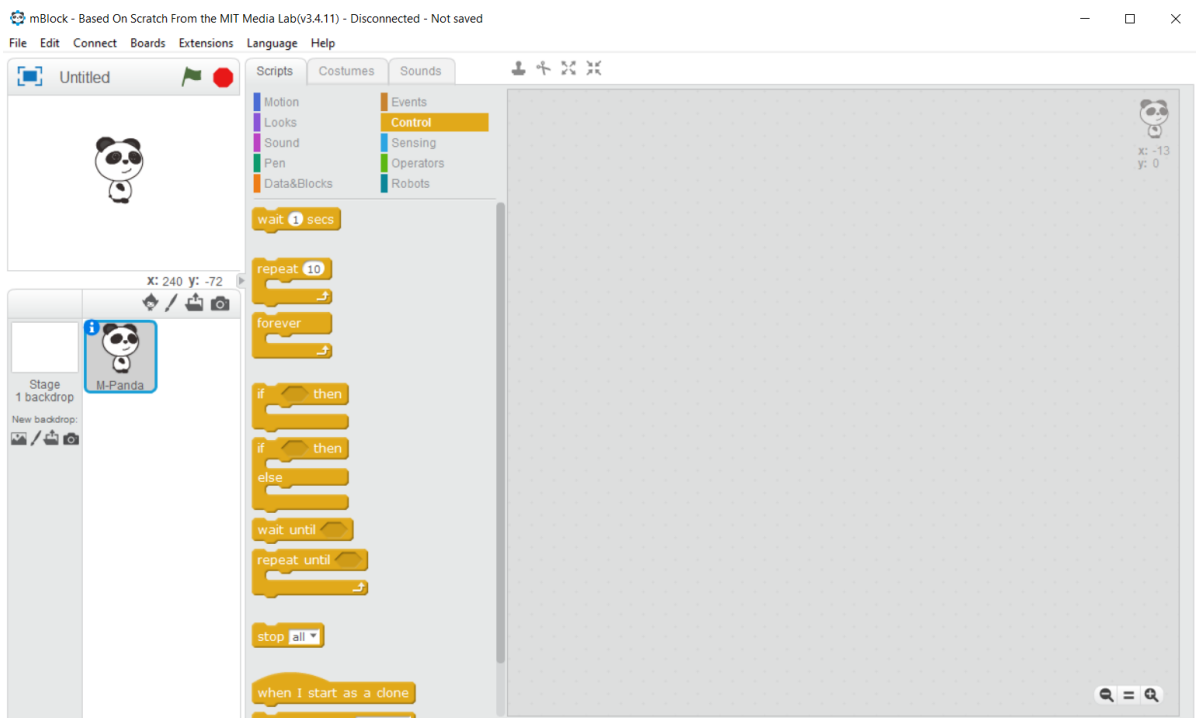 mBlock - Based On Scratch From the MIT Media Lab(v3.4.11) - Disconnected - Not saved
File Edit Connect Boards Extensions Language Help
Untitled
Scripts Costumes Sounds
Motion Events
Looks Control
Sound Sensing
Pen Operators
Data&Blocks Robots
x: -13
y: 0
wait 1 secs
repeat 10
forever
if then
if then
else
wait until
repeat until
stop all
when I start as a clone
x: 240 y: -72
i
M-Panda
Stage
1 backdrop
New backdrop: